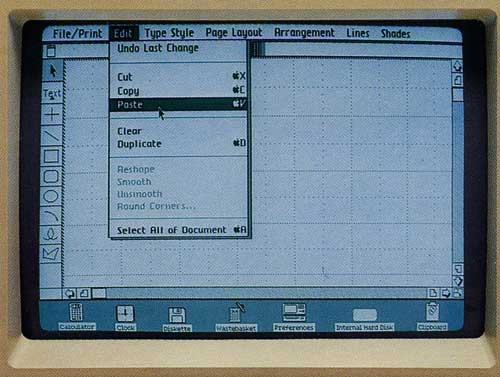 File/Print Edit Type Style Page Layout Arrangement Lines Shades
Undo Last Change
Cut X
Copy C
Paste V
Clear
Duplicate D
Reshape
Smooth
Unsmooth
Round Corners...
Select All of Document A
Text
Calculator Clock Diskette Wastebasket Preferences Internal Hard Disk Clipboard